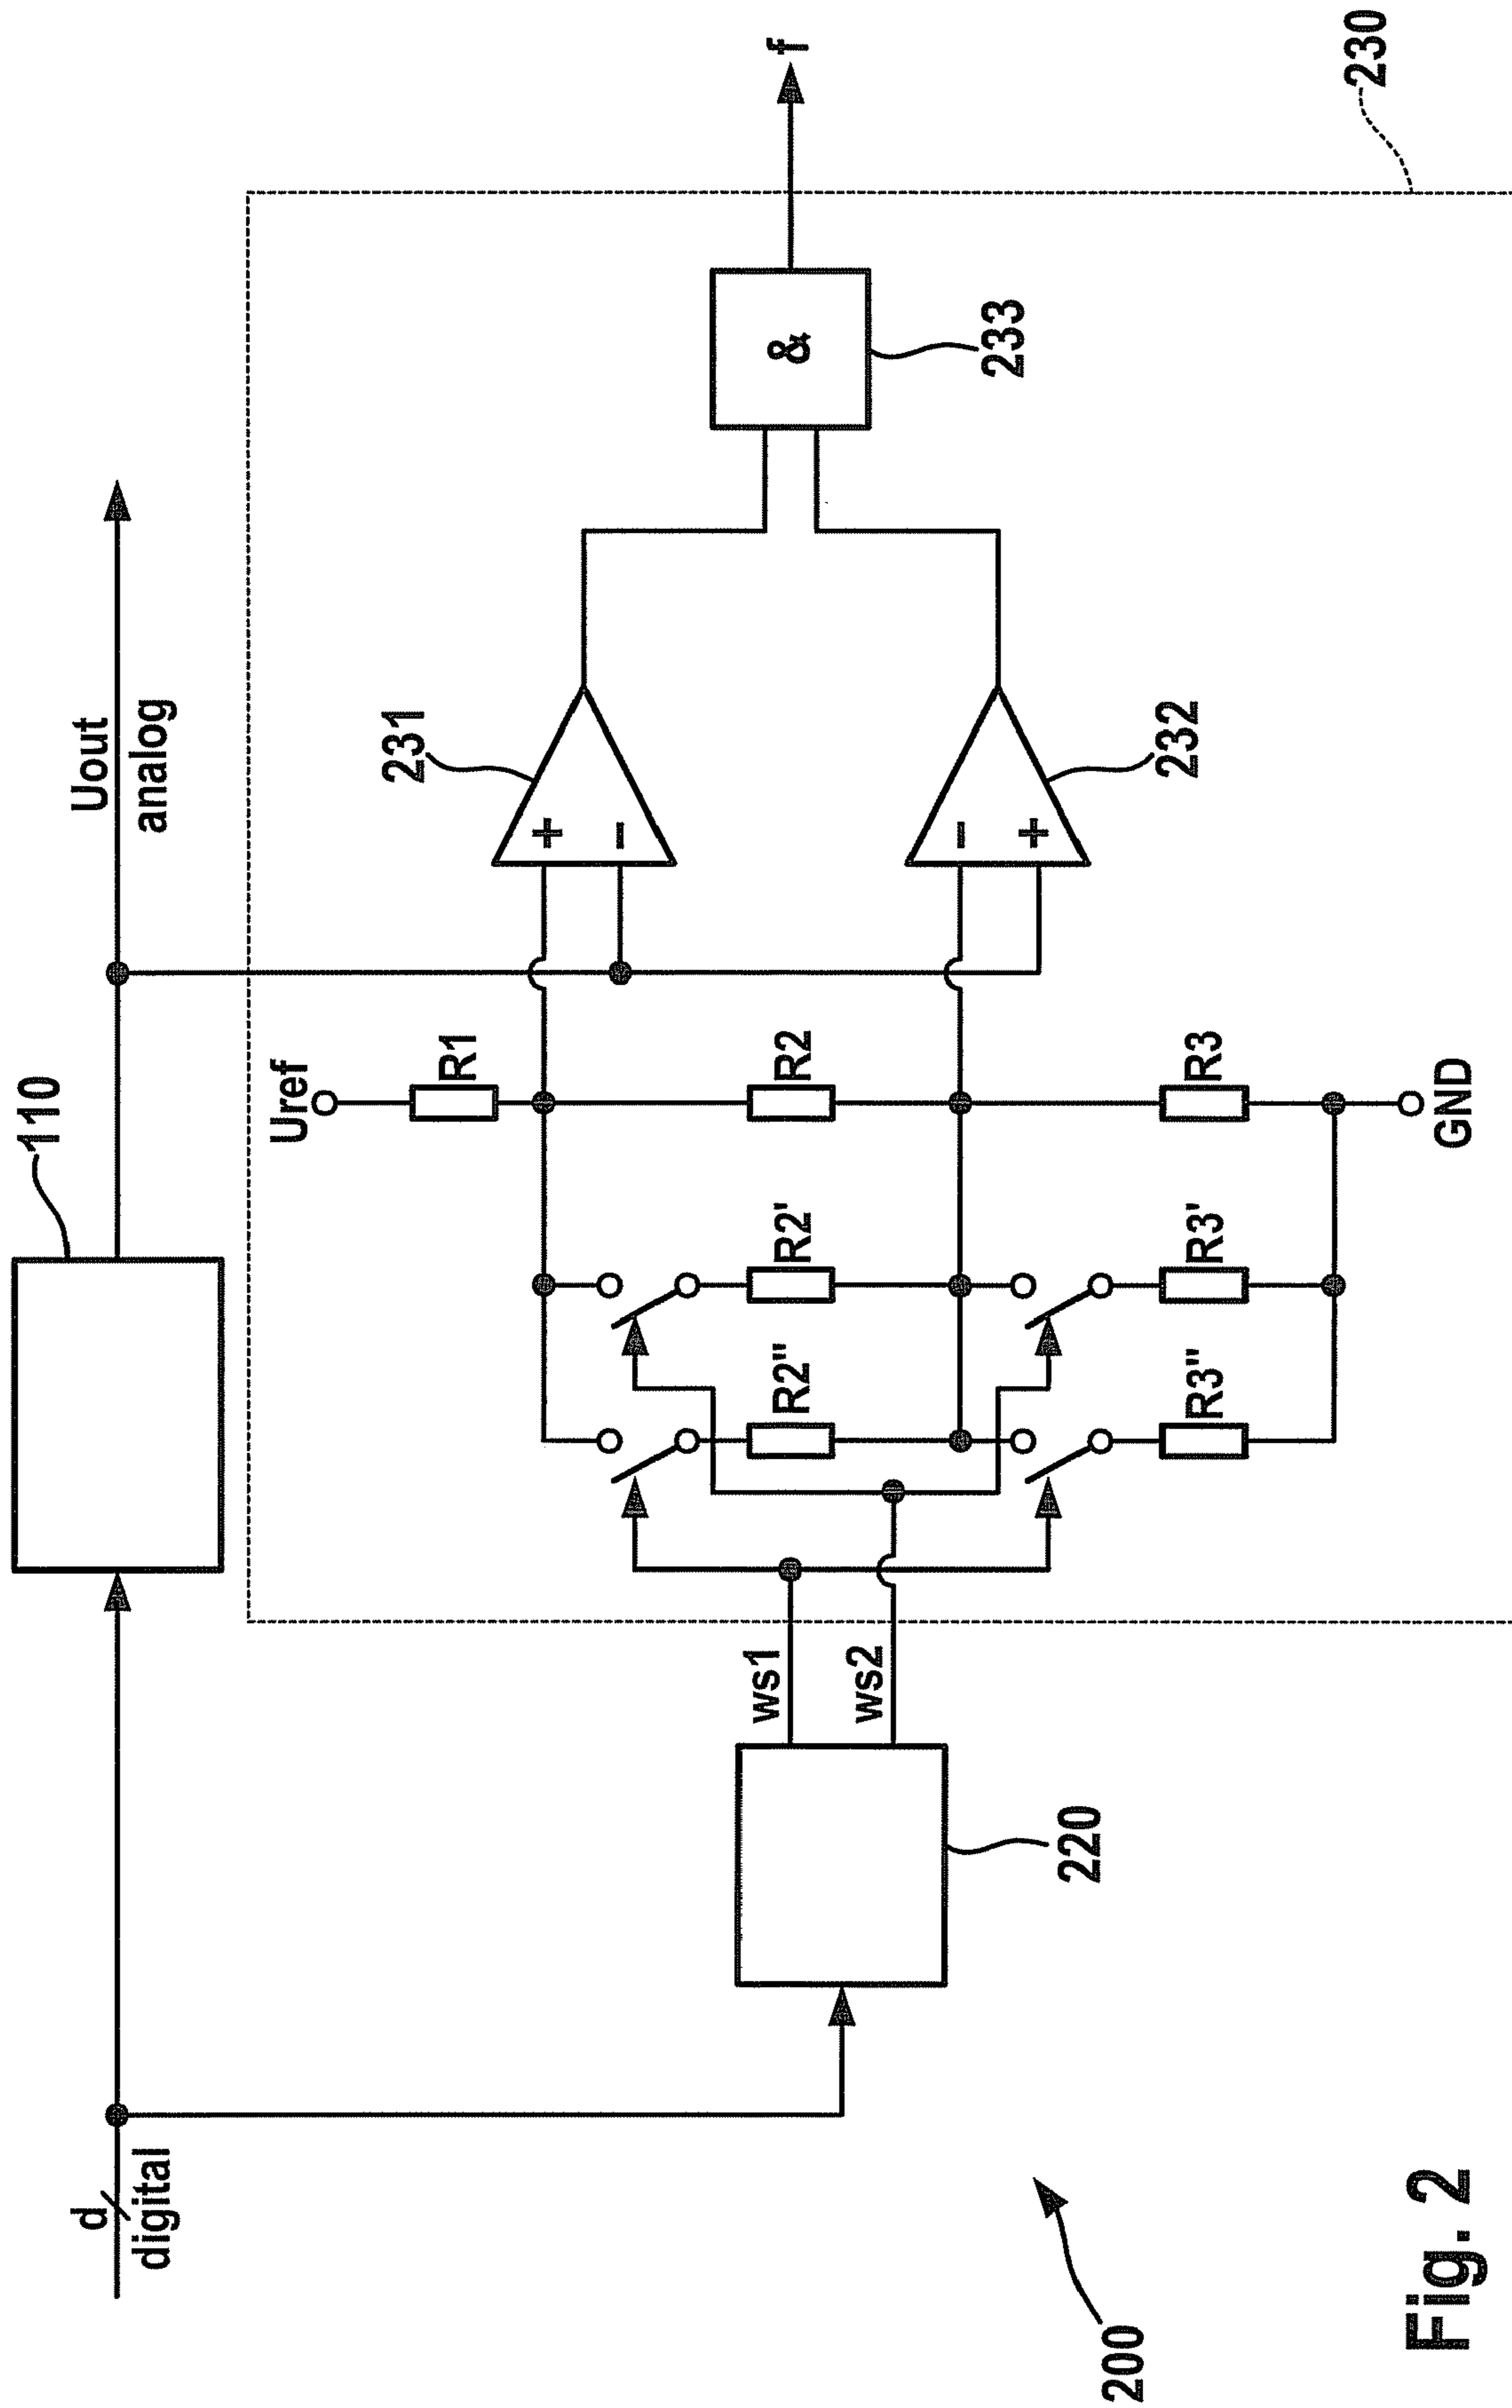 d
digital
110
Uout
analog
Uref
R1
231
+
−
R2"
R2'
R2
ws1
ws2
220
&
233
f
−
+
232
R3"
R3'
R3
GND
230
200
Fig. 2